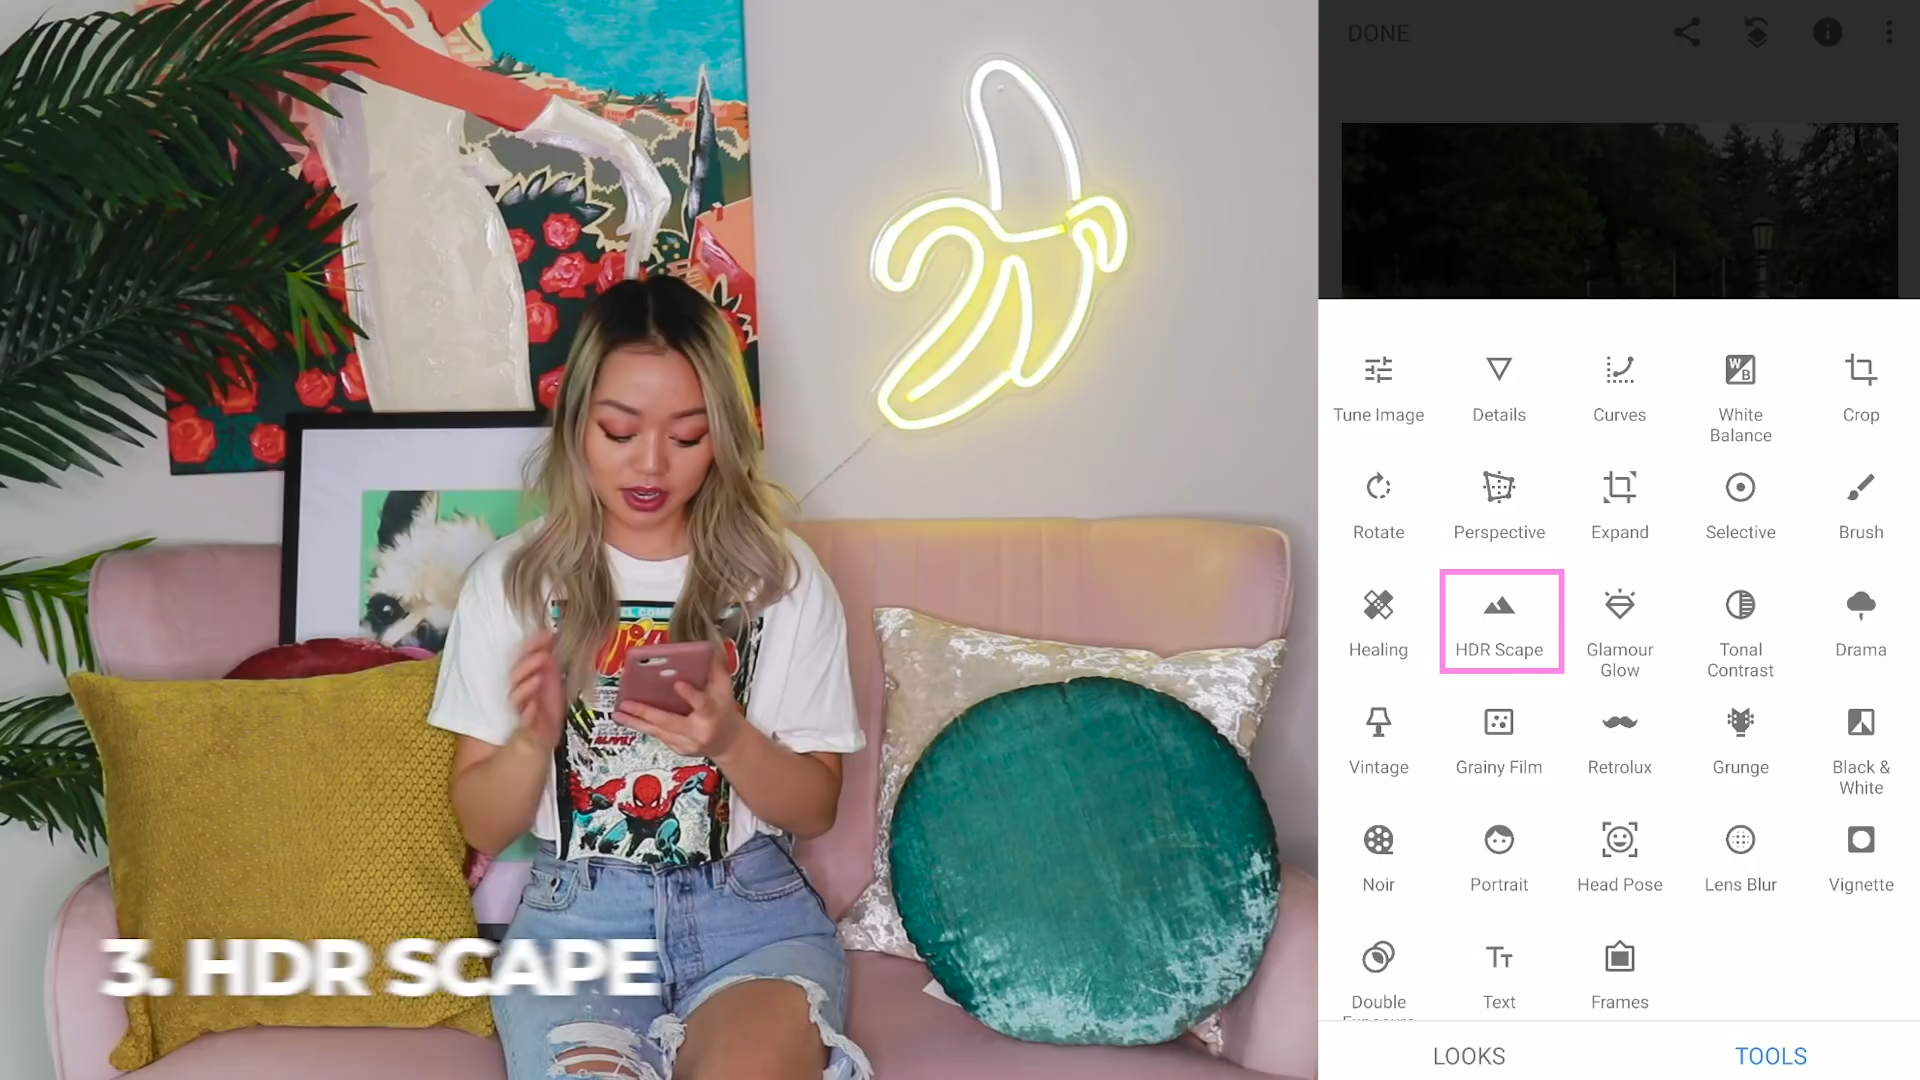 DONE
Tune Image
Details
Curves
White
Balance
Crop
Rotate
Perspective
Expand
Selective
Brush
Healing
HDR Scape
Glamour
Glow
Tonal
Contrast
Drama
Vintage
Grainy Film
Retrolux
Grunge
Black &
White
Noir
Portrait
Head Pose
Lens Blur
Vignette
Double
Text
Frames
LOOKS
TOOLS
3. HDR SCAPE